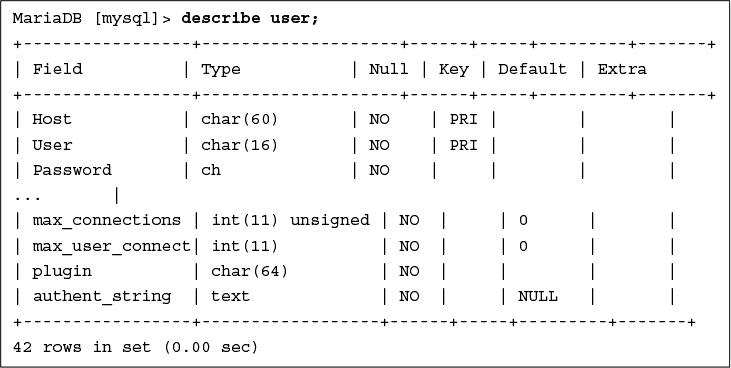 MariaDB [mysql]> describe user;
+-----------------+--------------------+------+-----+---------+-------+
| Field          | Type           | Null | Key | Default | Extra
+-----------------+-------------------+------+-----+---------+-------+
| Host           | char(60)       | NO    | PRI |        |        |
| User           | char(16)       | NO    | PRI |        |        |
| Password       | ch             | NO    |     |        |        |
...       |
| max_connections | int(11) unsigned | NO  |     | 0      |       |
| max_user_connect| int(11)         | NO  |     | 0      |       |
| plugin          | char(64)        | NO  |     |        |       |
| authent_string  | text            | NO  |     | NULL   |       |
+-----------------+------------------+------+-----+---------+-------+
42 rows in set (0.00 sec)